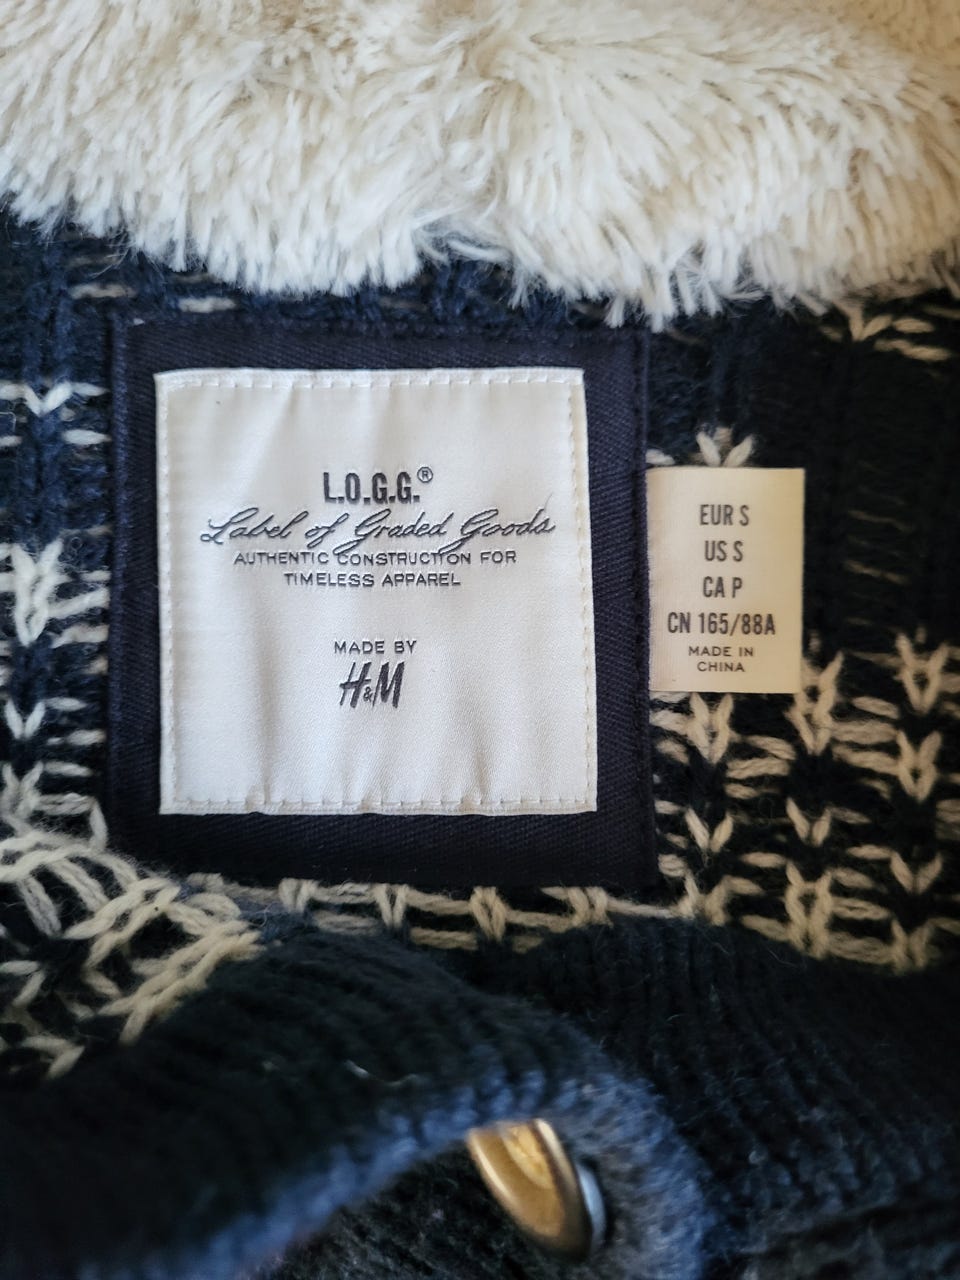 L.O.G.G.®
Label of Graded Goods
AUTHENTIC CONSTRUCTION FOR
TIMELESS APPAREL
MADE BY
H&M
EUR S
US S
CA P
CN 165/88A
MADE IN
CHINA